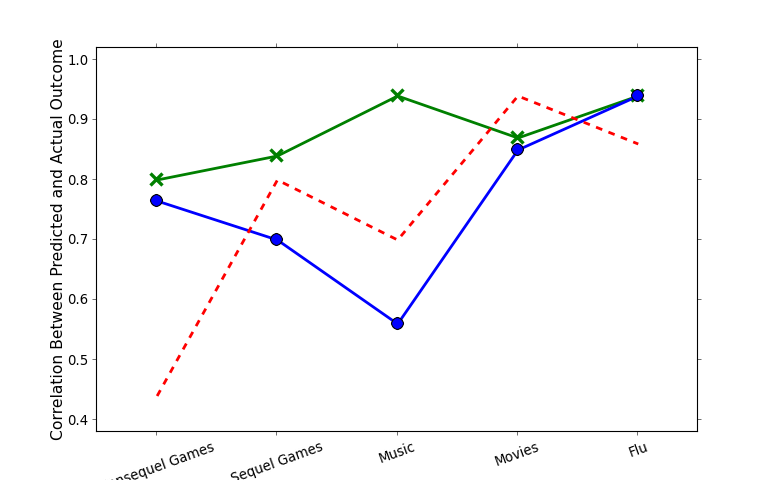 Correlation Between Predicted and Actual Outcome
1.0
0.9
0.8
0.7
0.6
0.5
0.4
Games
Sequel Games
Music
Movies
Flu